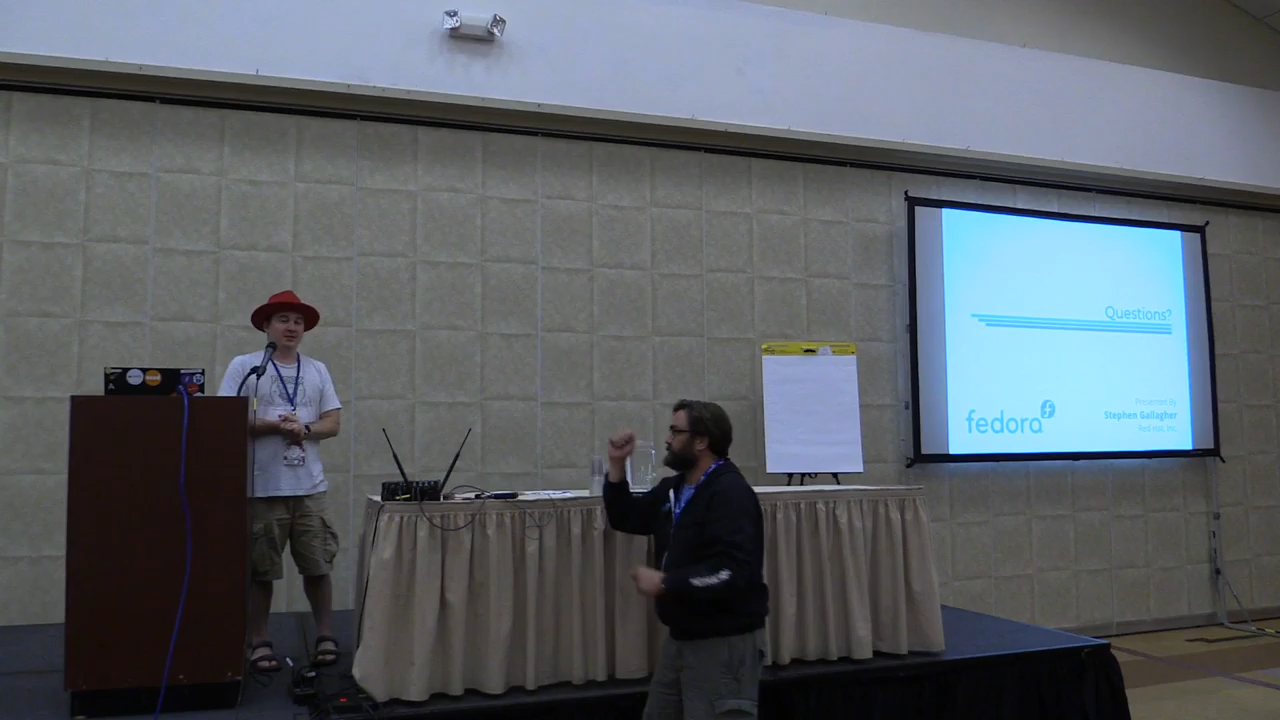 Questions?
fedora
Presented By
Stephen Gallagher
Red Hat, Inc.